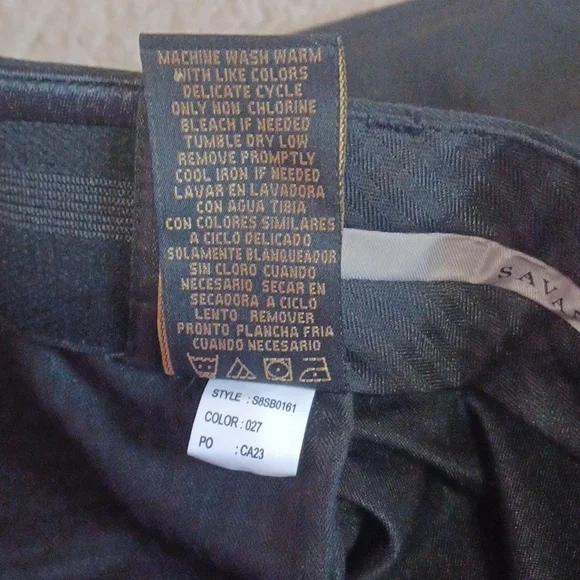 MACHINE WASH WARM
WITH LIKE COLORS
DELICATE CYCLE
ONLY NON CHLORINE
BLEACH IF NEEDED
TUMBLE DRY LOW
REMOVE PROMPTLY
COOL IRON IF NEEDED
LAVAR EN LAVADORA
CON AGUA TIBIA
CON COLORES SIMILARES
A CICLO DELICADO
SOLAMENTE BLANQUEADOR
SIN CLORO CUANDO
NECESARIO SECAR EN
SECADORA A CICLO
LENTO REMOVER
PRONTO PLANCHA FRIA
CUANDO NECESARIO
SAVA
STYLE : S8SB0161
COLOR : 027
PO : CA23